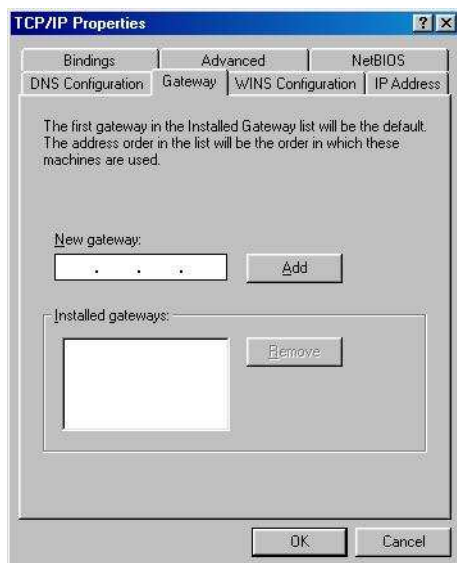 TCP/IP Properties
? X
Bindings Advanced NetBIOS
DNS Configuration Gateway WINS Configuration IP Address
The first gateway in the Installed Gateway list will be the default.
The address order in the list will be the order in which these
machines are used.
New gateway:
. . .
Add
Installed gateways:
Remove
OK Cancel